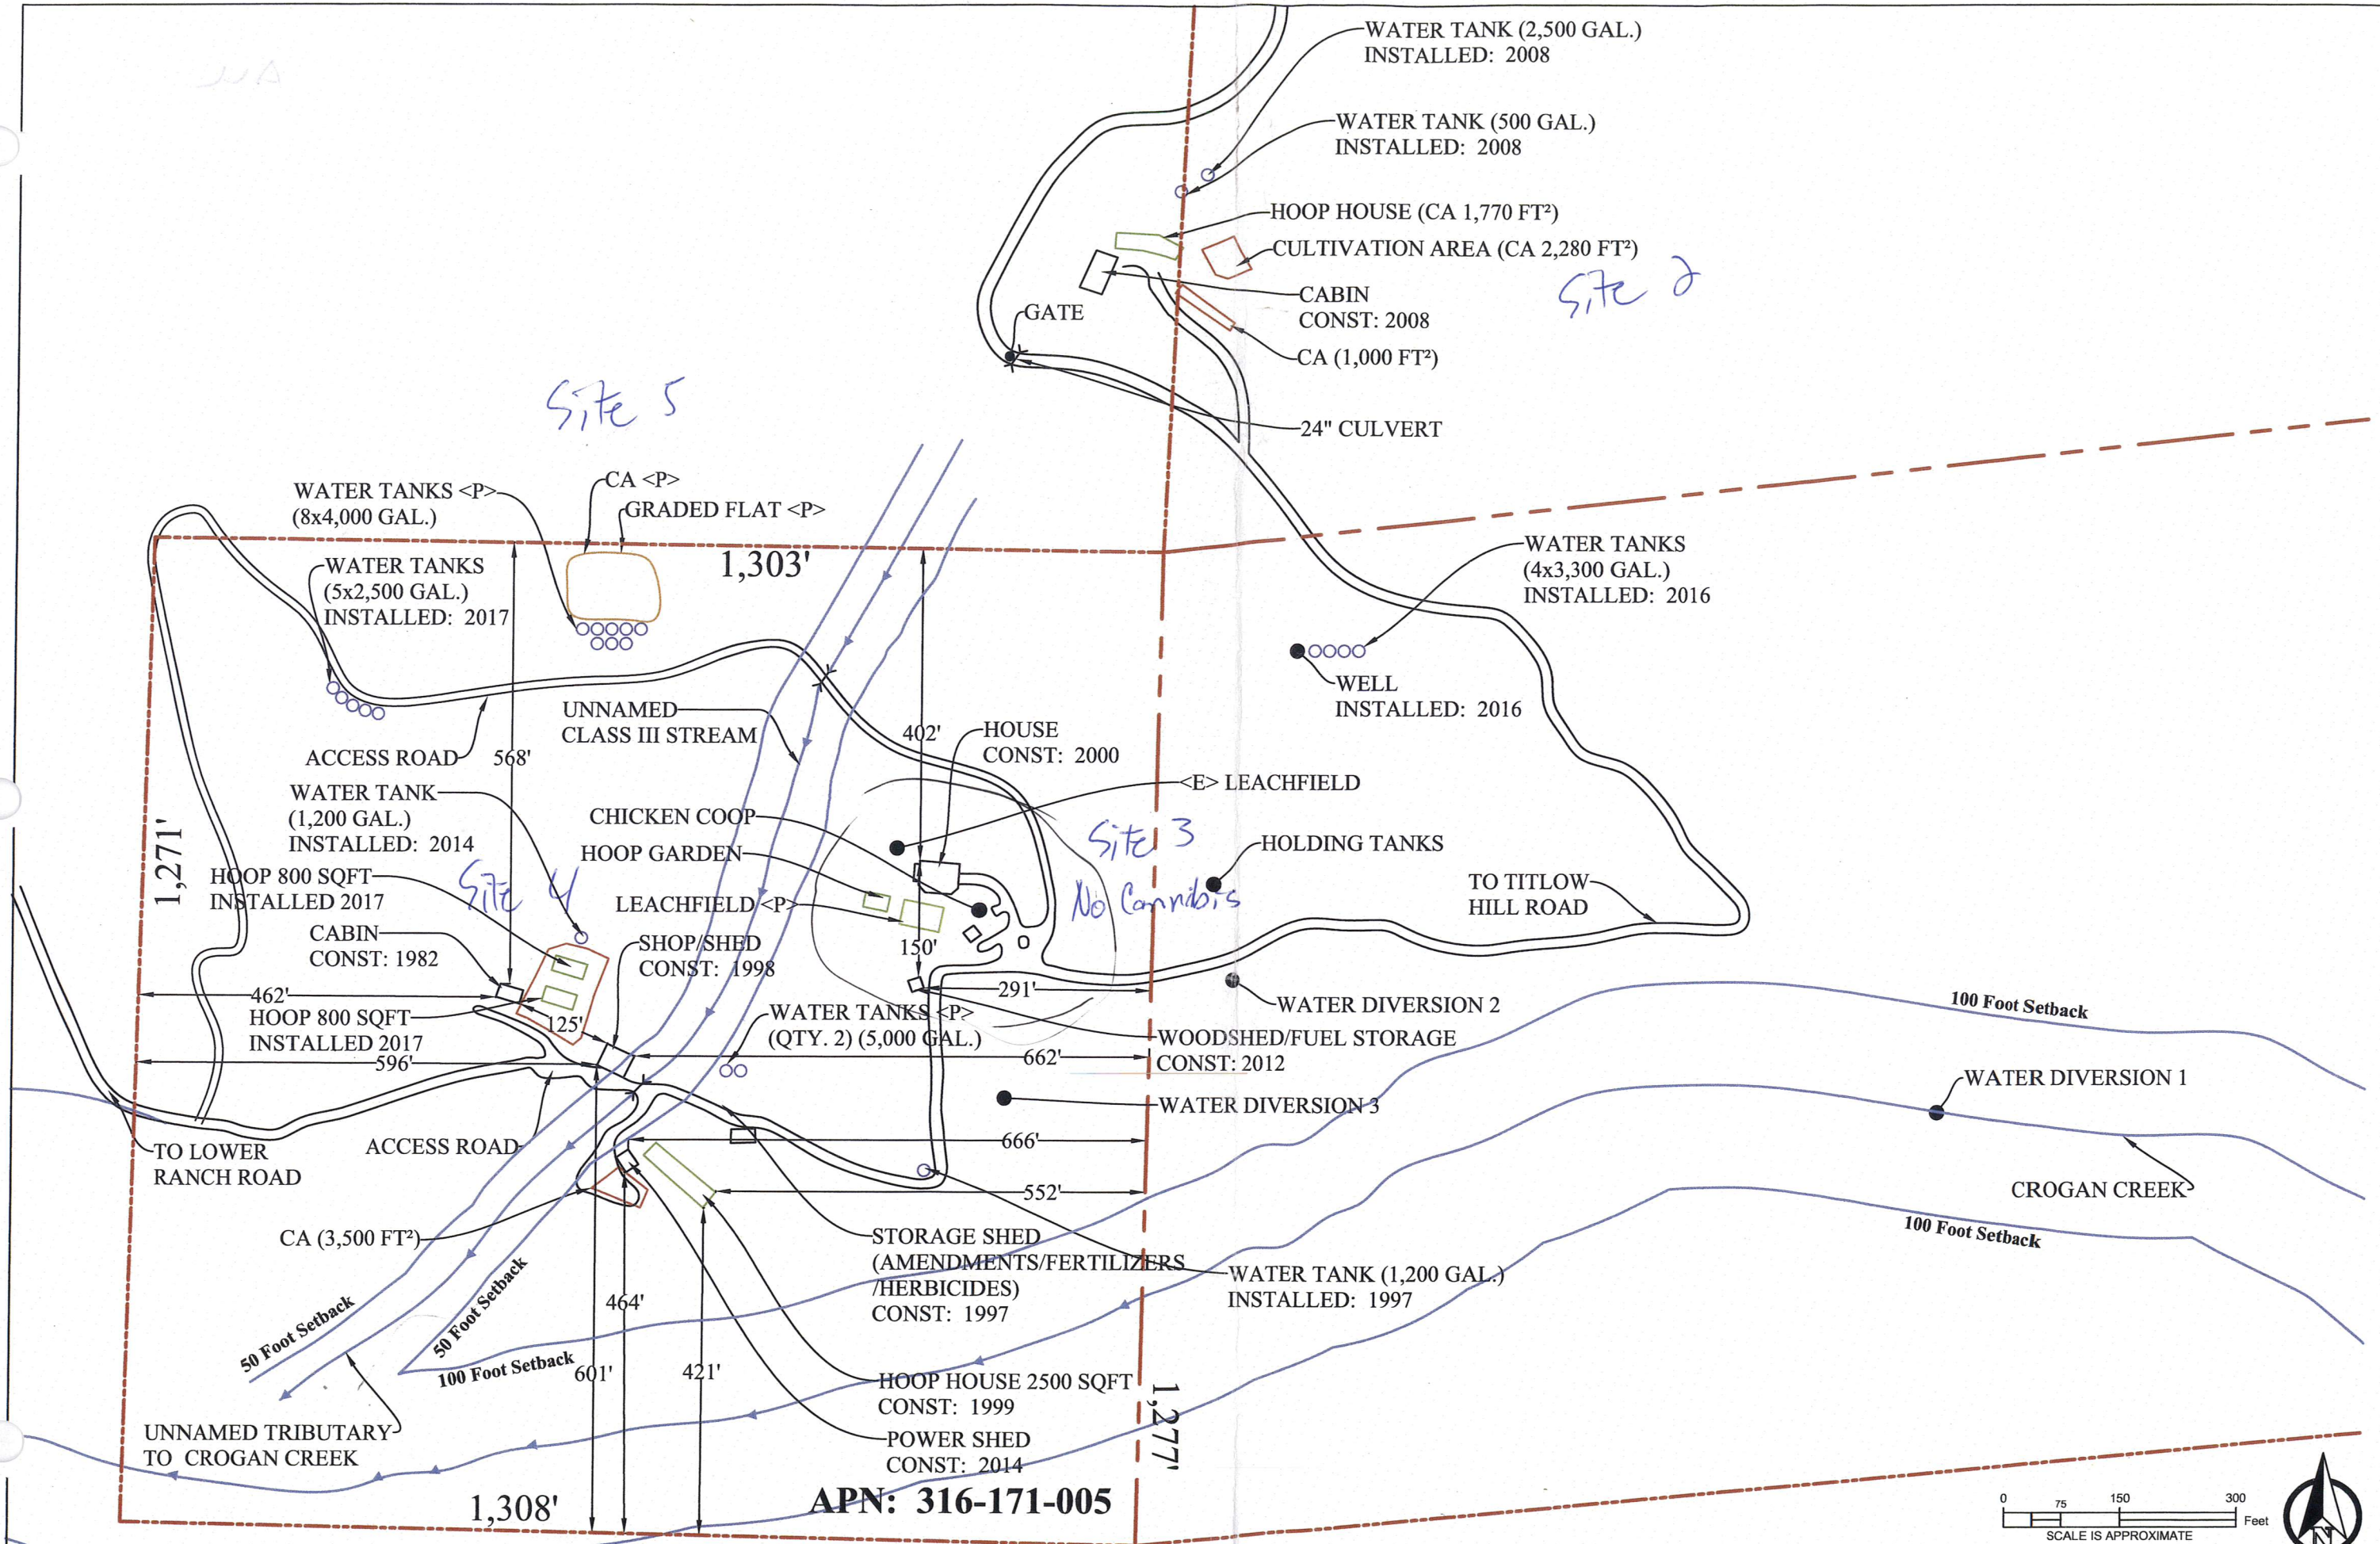 WATER TANK (2,500 GAL.)
INSTALLED: 2008
WATER TANK (500 GAL.)
INSTALLED: 2008
HOOP HOUSE (CA 1,770 FT²)
CULTIVATION AREA (CA 2,280 FT²)
Site 2
CABIN
CONST: 2008
GATE
CA (1,000 FT²)
24" CULVERT
Site 5
CA <P>
WATER TANKS <P>
(8x4,000 GAL.)
GRADED FLAT <P>
1,303'
WATER TANKS
(5x2,500 GAL.)
INSTALLED: 2017
WATER TANKS
(4x3,300 GAL.)
INSTALLED: 2016
WELL
INSTALLED: 2016
UNNAMED
CLASS III STREAM
402'
HOUSE
CONST: 2000
ACCESS ROAD
568'
<E> LEACHFIELD
WATER TANK
(1,200 GAL.)
INSTALLED: 2014
1,271'
CHICKEN COOP
HOOP GARDEN
Site 3
No Cannibis
HOLDING TANKS
HOOP 800 SQFT
INSTALLED 2017
Site 4
LEACHFIELD <P>
TO TITLOW
HILL ROAD
CABIN
CONST: 1982
SHOP/SHED
CONST: 1998
150'
462'
291'
WATER DIVERSION 2
100 Foot Setback
HOOP 800 SQFT
INSTALLED 2017
125'
WATER TANKS <P>
(QTY. 2) (5,000 GAL.)
WOODSHED/FUEL STORAGE
CONST: 2012
596'
662'
WATER DIVERSION 1
WATER DIVERSION 3
TO LOWER
RANCH ROAD
ACCESS ROAD
666'
552'
CROGAN CREEK
100 Foot Setback
CA (3,500 FT²)
STORAGE SHED
(AMENDMENTS/FERTILIZERS
/HERBICIDES)
CONST: 1997
WATER TANK (1,200 GAL.)
INSTALLED: 1997
50 Foot Setback
50 Foot Setback
464'
100 Foot Setback
601'
421'
HOOP HOUSE 2500 SQFT
CONST: 1999
1,277'
UNNAMED TRIBUTARY
TO CROGAN CREEK
POWER SHED
CONST: 2014
1,308'
APN: 316-171-005
0 75 150 300
Feet
SCALE IS APPROXIMATE
N